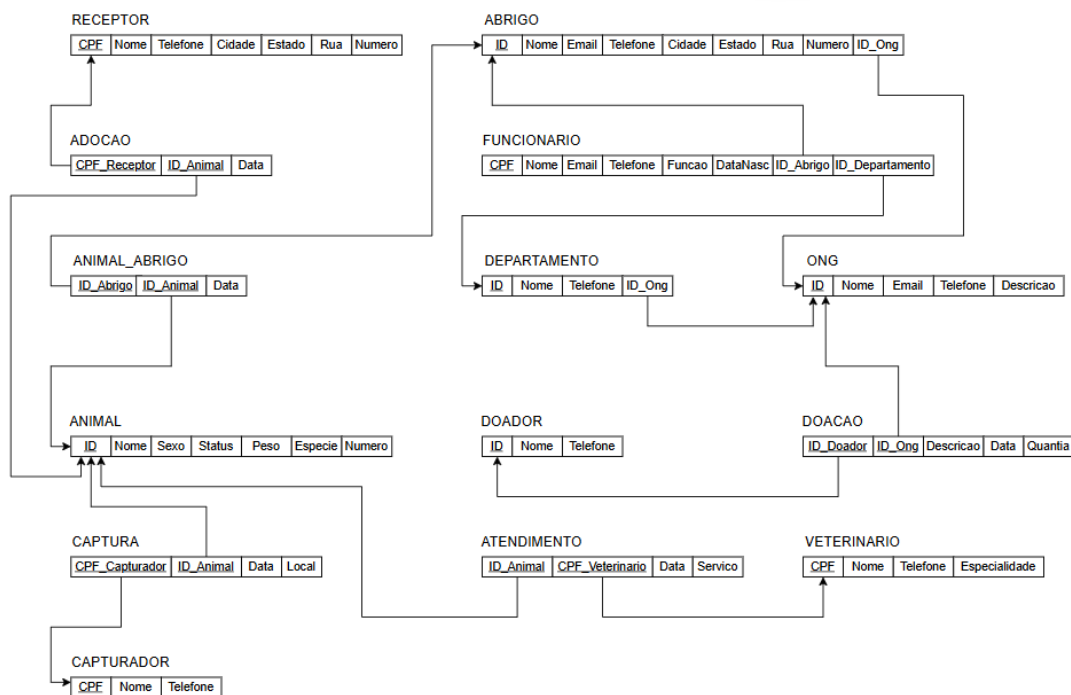 RECEPTOR
CPF Nome Telefone Cidade Estado Rua Numero
ABRIGO
ID Nome Email Telefone Cidade Estado Rua Numero ID_Ong
ADOCAO
CPF_Receptor ID_Animal Data
FUNCIONARIO
CPF Nome Email Telefone Funcao DataNasc ID_Abrigo ID_Departamento
ANIMAL_ABRIGO
ID_Abrigo ID_Animal Data
DEPARTAMENTO
ID Nome Telefone ID_Ong
ONG
ID Nome Email Telefone Descricao
ANIMAL
ID Nome Sexo Status Peso Especie Numero
DOADOR
ID Nome Telefone
DOACAO
ID_Doador ID_Ong Descricao Data Quantia
CAPTURA
CPF_Capturador ID_Animal Data Local
ATENDIMENTO
ID_Animal CPF_Veterinario Data Servico
VETERINARIO
CPF Nome Telefone Especialidade
CAPTURADOR
CPF Nome Telefone